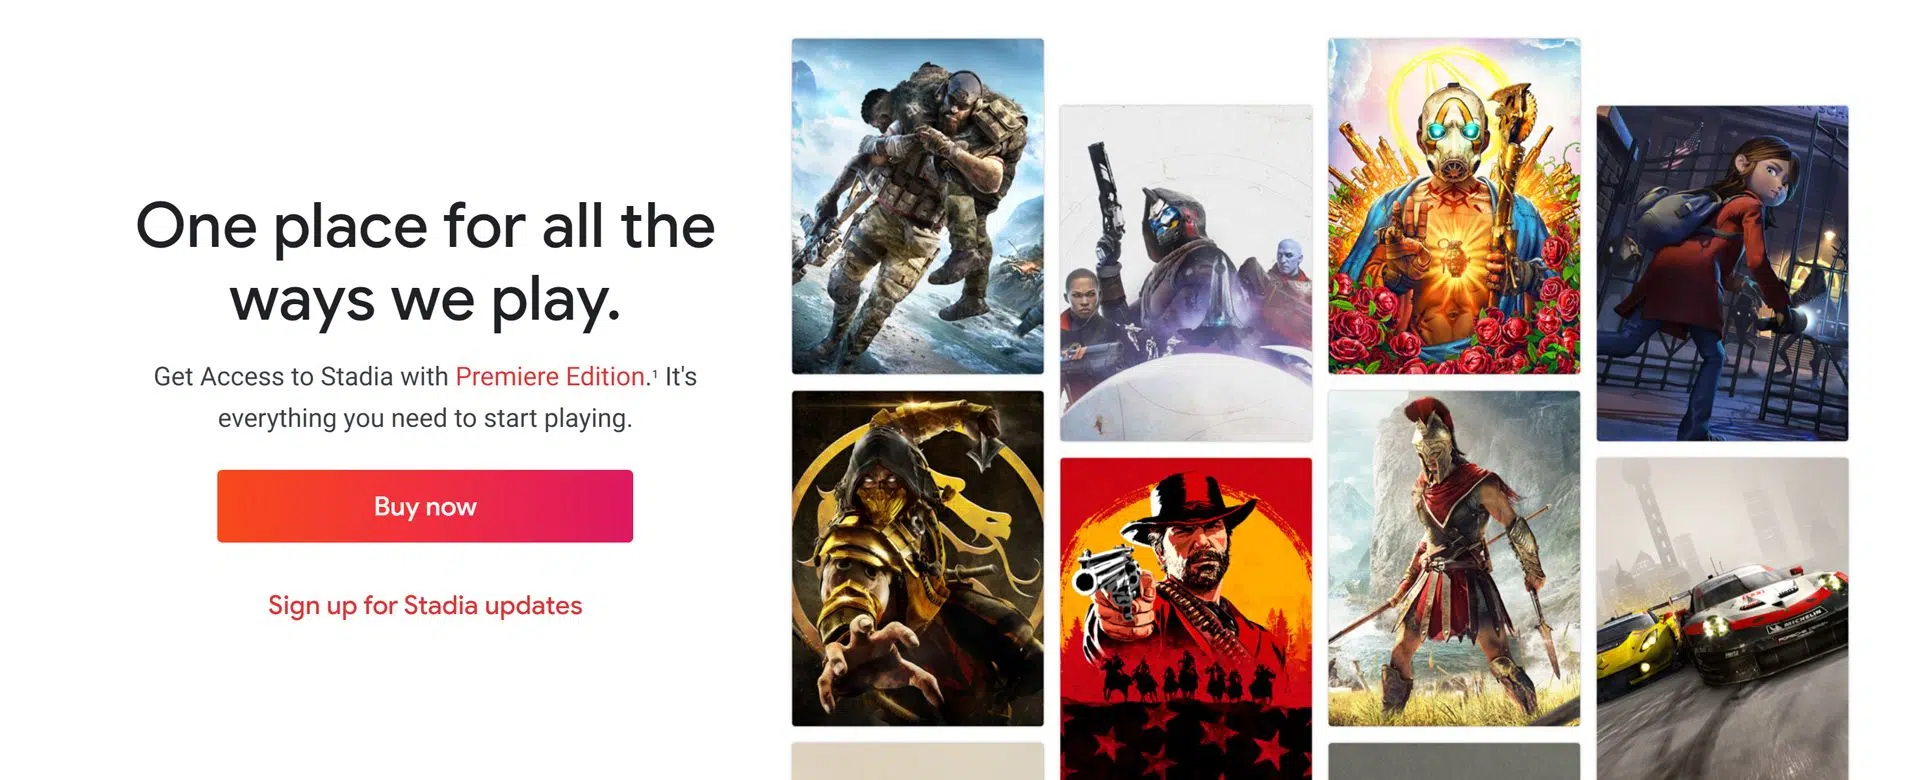 One place for all the
ways we play.
Get Access to Stadia with Premiere Edition.¹ It's
everything you need to start playing.
Buy now
Sign up for Stadia updates
MICHELIN